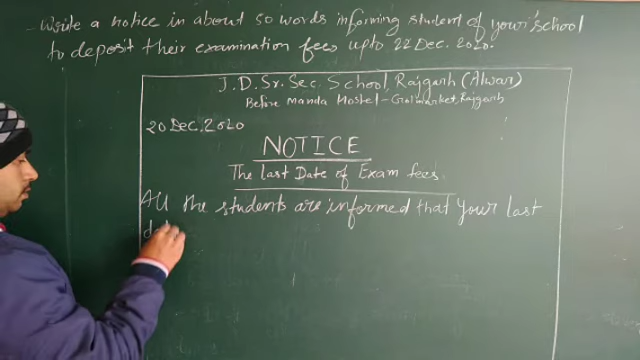 Write a notice in about 50 words informing student of your school
to deposit their examination fees upto 22 Dec. 2020.
J.D. Sr. Sec. School, Rajgarh (Alwar)
Before Manda Hostel - Golmarket, Rajgarh
20 Dec. 2020
NOTICE
The last Date of Exam fees.
All the students are informed that your last